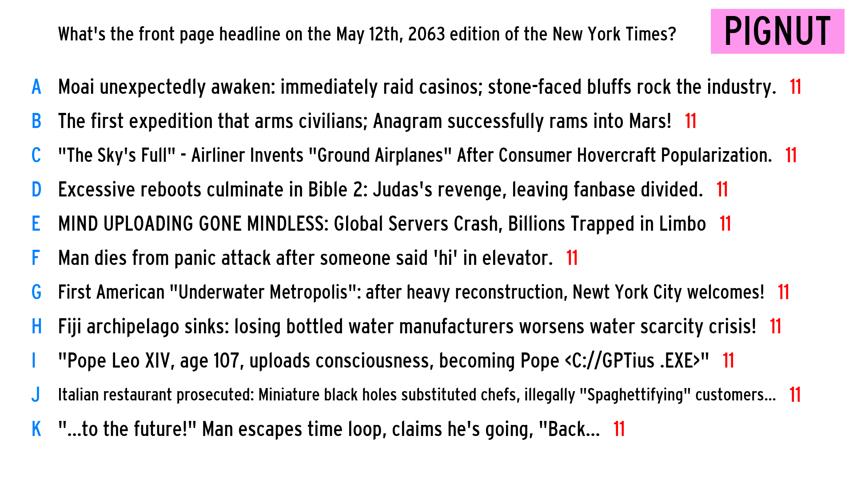 What's the front page headline on the May 12th, 2063 edition of the New York Times?
PIGNUT
A Moai unexpectedly awaken: immediately raid casinos; stone-faced bluffs rock the industry. 11
B The first expedition that arms civilians; Anagram successfully rams into Mars! 11
C "The Sky's Full" - Airliner Invents "Ground Airplanes" After Consumer Hovercraft Popularization. 11
D Excessive reboots culminate in Bible 2: Judas's revenge, leaving fanbase divided. 11
E MIND UPLOADING GONE MINDLESS: Global Servers Crash, Billions Trapped in Limbo 11
F Man dies from panic attack after someone said 'hi' in elevator. 11
G First American "Underwater Metropolis": after heavy reconstruction, Newt York City welcomes! 11
H Fiji archipelago sinks: losing bottled water manufacturers worsens water scarcity crisis! 11
I "Pope Leo XIV, age 107, uploads consciousness, becoming Pope <C://GPTius .EXE>" 11
J Italian restaurant prosecuted: Miniature black holes substituted chefs, illegally "Spaghettifying" customers... 11
K "...to the future!" Man escapes time loop, claims he's going, "Back... 11